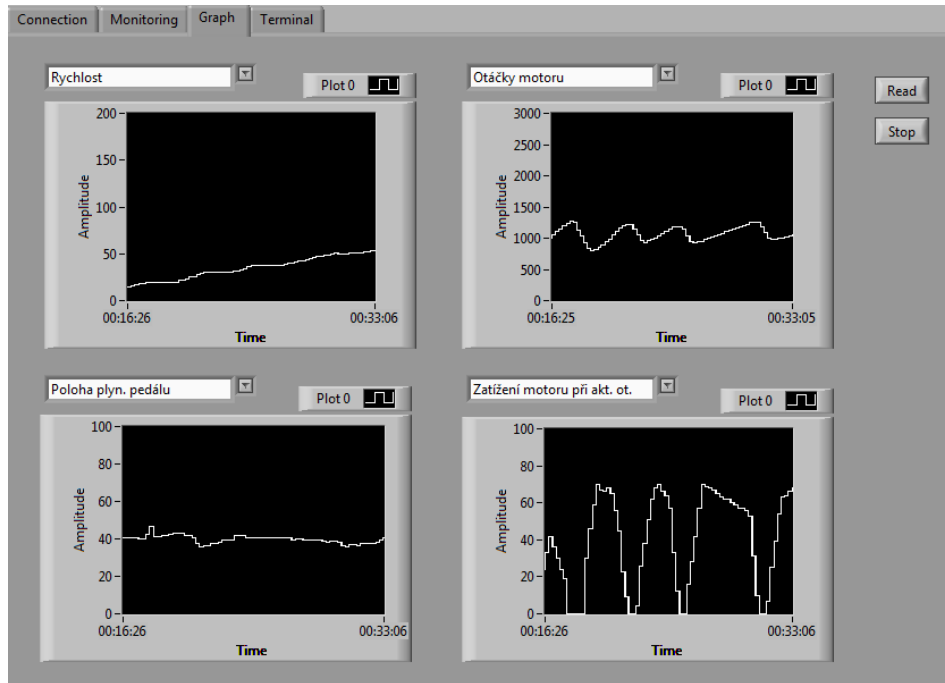 Connection Monitoring Graph Terminal
Rychlost
Plot 0
200
150
100
50
0
Amplitude
00:16:26 00:33:06
Time
Otáčky motoru
Plot 0
3000
2500
2000
1500
1000
500
0
Amplitude
00:16:25 00:33:05
Time
Read
Stop
Poloha plyn. pedálu
Plot 0
100
80
60
40
20
0
Amplitude
00:16:26 00:33:06
Time
Zatížení motoru při akt. ot.
Plot 0
100
80
60
40
20
0
Amplitude
00:16:26 00:33:06
Time